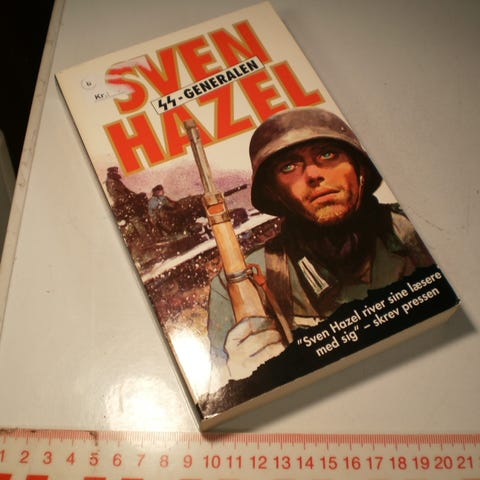 6
Kr.
SVEN
SS-GENERALEN
HAZEL
"Sven Hazel river sine læsere
med sig" – skrev pressen
1 2 3 4 5 6 7 8 9 10 11 12 13 14 15 16 17 18 19 20 21